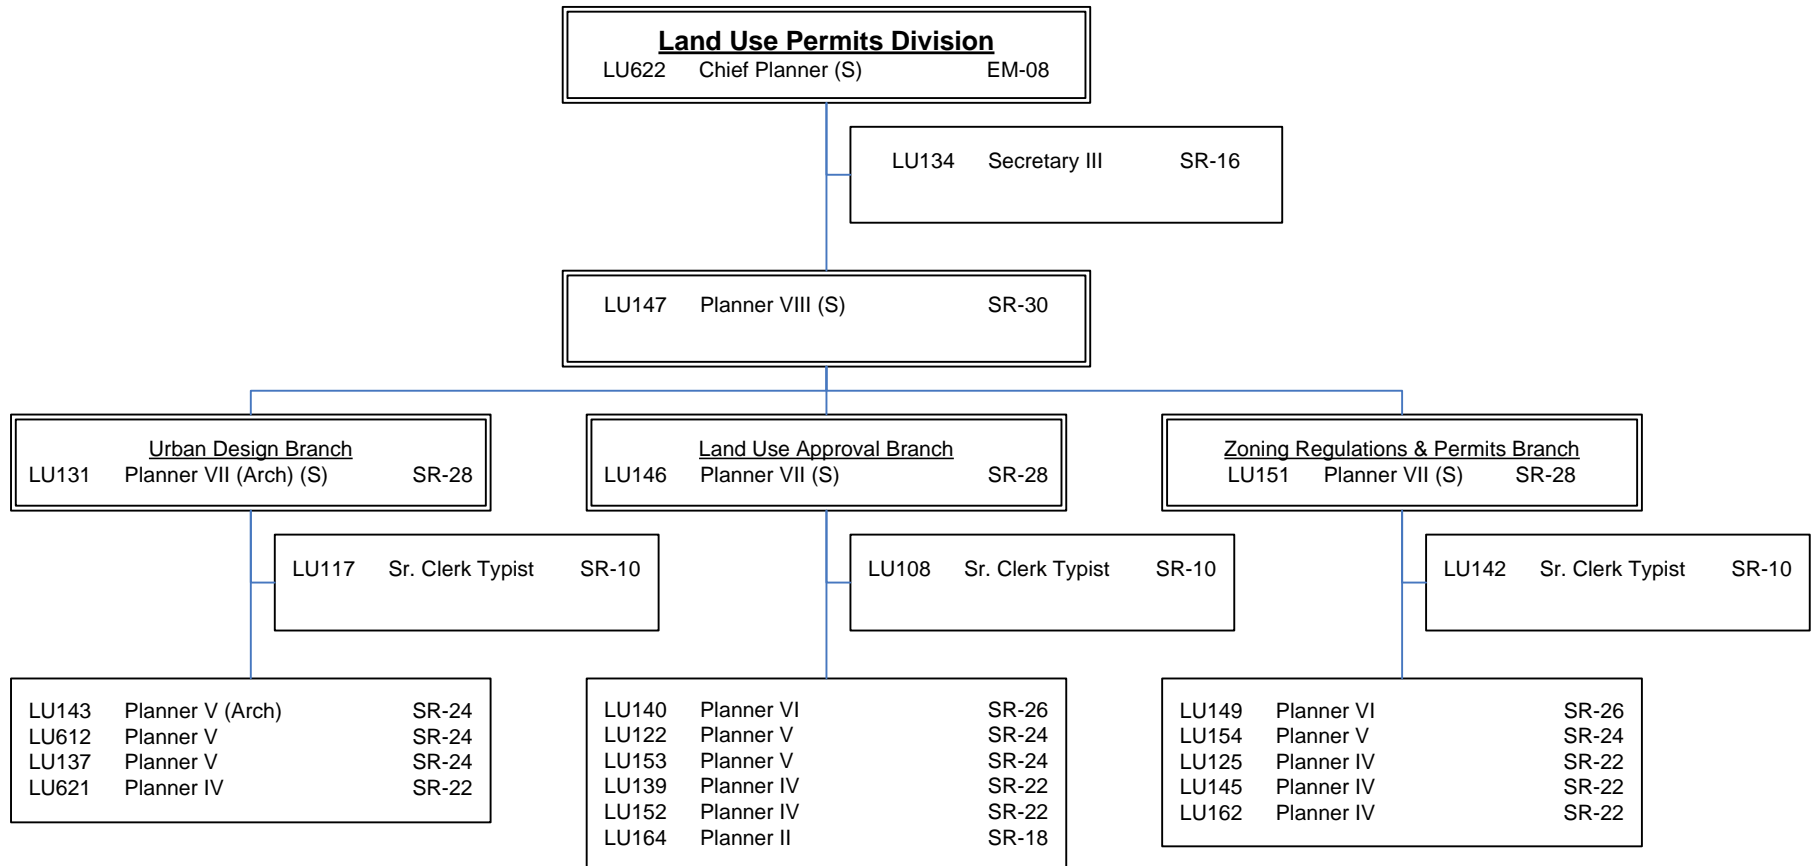 Land Use Permits Division
LU622 Chief Planner (S) EM-08
LU134 Secretary III SR-16
LU147 Planner VIII (S) SR-30
Urban Design Branch
LU131 Planner VII (Arch) (S) SR-28
Land Use Approval Branch
LU146 Planner VII (S) SR-28
Zoning Regulations & Permits Branch
LU151 Planner VII (S) SR-28
LU117 Sr. Clerk Typist SR-10
LU108 Sr. Clerk Typist SR-10
LU142 Sr. Clerk Typist SR-10
LU143 Planner V (Arch) SR-24
LU612 Planner V SR-24
LU137 Planner V SR-24
LU621 Planner IV SR-22
LU140 Planner VI SR-26
LU122 Planner V SR-24
LU153 Planner V SR-24
LU139 Planner IV SR-22
LU152 Planner IV SR-22
LU164 Planner II SR-18
LU149 Planner VI SR-26
LU154 Planner V SR-24
LU125 Planner IV SR-22
LU145 Planner IV SR-22
LU162 Planner IV SR-22